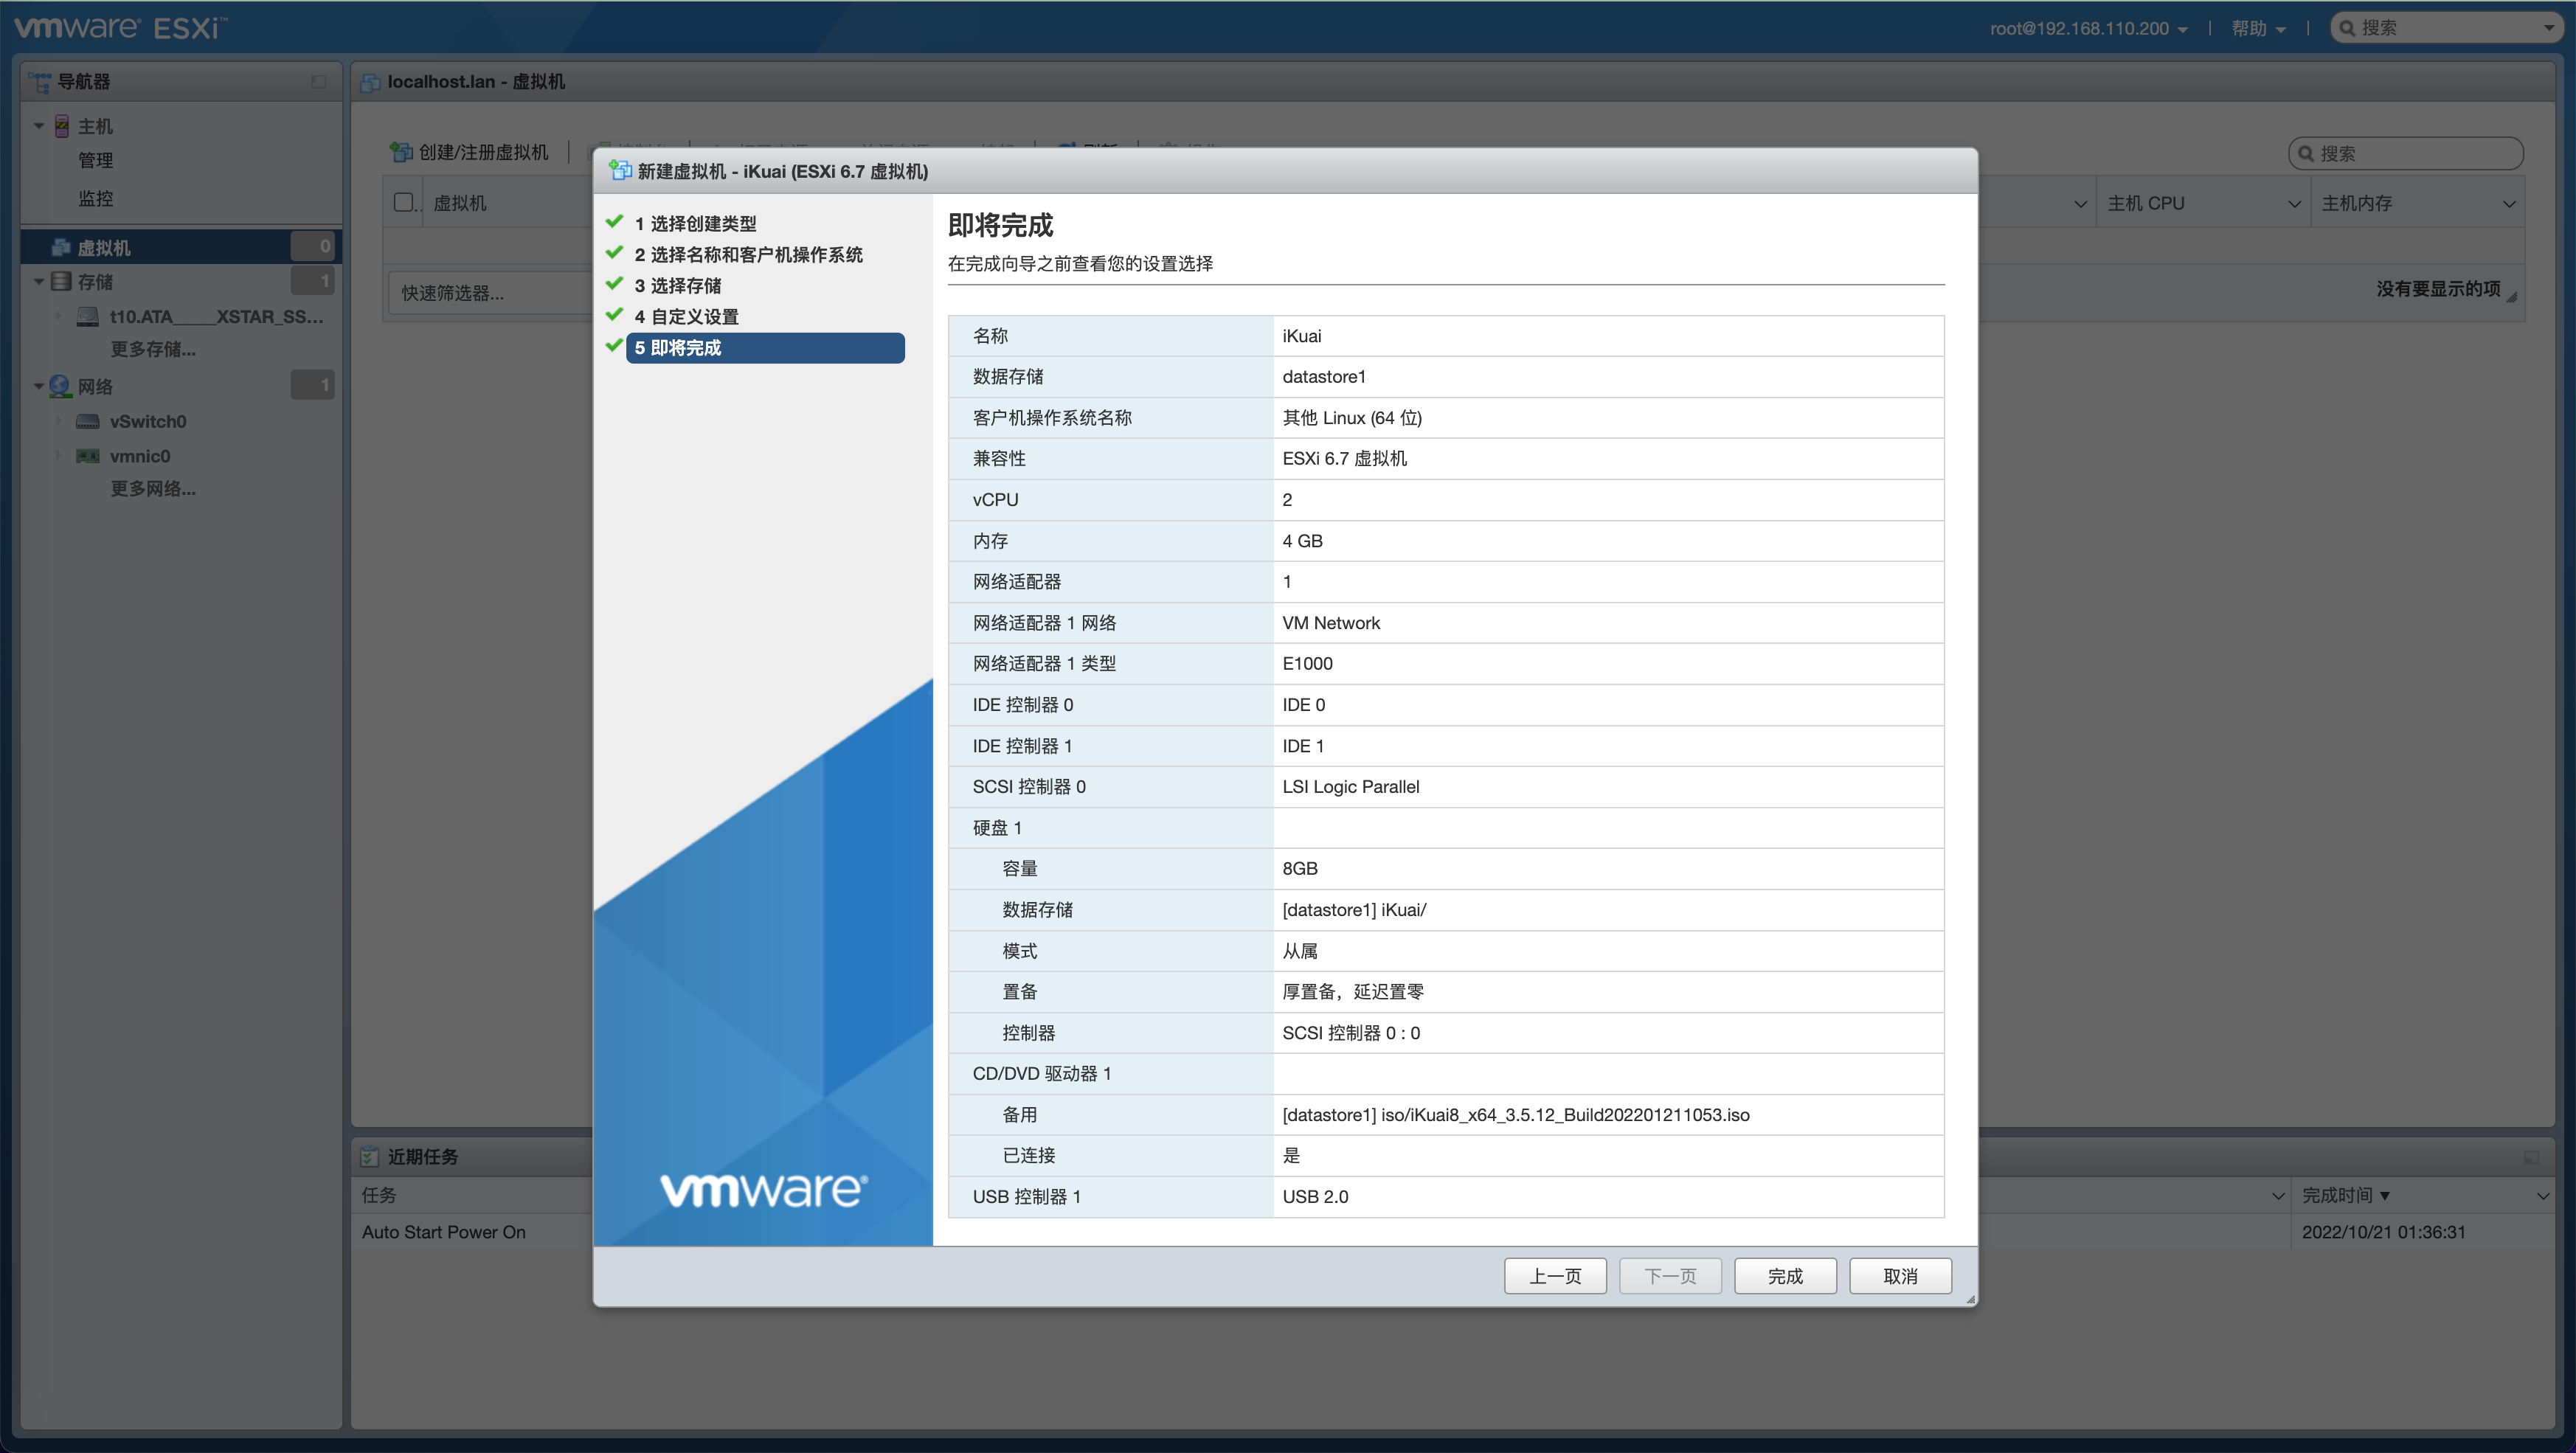 vmware ESXi™
root@192.168.110.200
帮助
搜索
导航器
主机
管理
监控
虚拟机 0
存储 1
t10.ATA_____XSTAR_SS...
更多存储...
网络 1
vSwitch0
vmnic0
更多网络...
localhost.lan - 虚拟机
创建/注册虚拟机
刷新
搜索
虚拟机
主机 CPU
主机内存
快速筛选器...
没有要显示的项
新建虚拟机 - iKuai (ESXi 6.7 虚拟机)
1 选择创建类型
2 选择名称和客户机操作系统
3 选择存储
4 自定义设置
5 即将完成
vmware®
即将完成
在完成向导之前查看您的设置选择
名称 iKuai
数据存储 datastore1
客户机操作系统名称 其他 Linux (64 位)
兼容性 ESXi 6.7 虚拟机
vCPU 2
内存 4 GB
网络适配器 1
网络适配器 1 网络 VM Network
网络适配器 1 类型 E1000
IDE 控制器 0 IDE 0
IDE 控制器 1 IDE 1
SCSI 控制器 0 LSI Logic Parallel
硬盘 1
容量 8GB
数据存储 [datastore1] iKuai/
模式 从属
置备 厚置备，延迟置零
控制器 SCSI 控制器 0 : 0
CD/DVD 驱动器 1
备用 [datastore1] iso/iKuai8_x64_3.5.12_Build202201211053.iso
已连接 是
USB 控制器 1 USB 2.0
上一页
下一页
完成
取消
近期任务
任务
完成时间 ▼
Auto Start Power On
2022/10/21 01:36:31